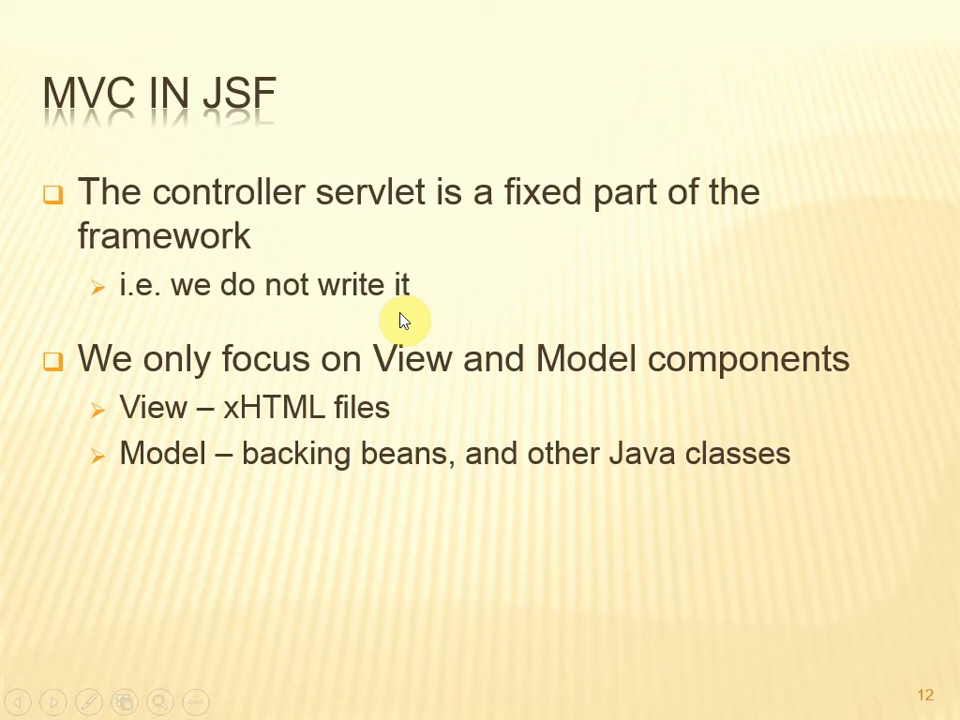 MVC IN JSF
The controller servlet is a fixed part of the
framework
i.e. we do not write it
We only focus on View and Model components
View – xHTML files
Model – backing beans, and other Java classes
12